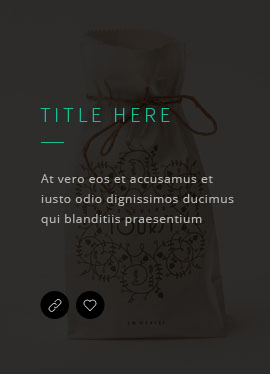 TITLE HERE
At vero eos et accusamus et
iusto odio dignissimos ducimus
qui blanditiis praesentium